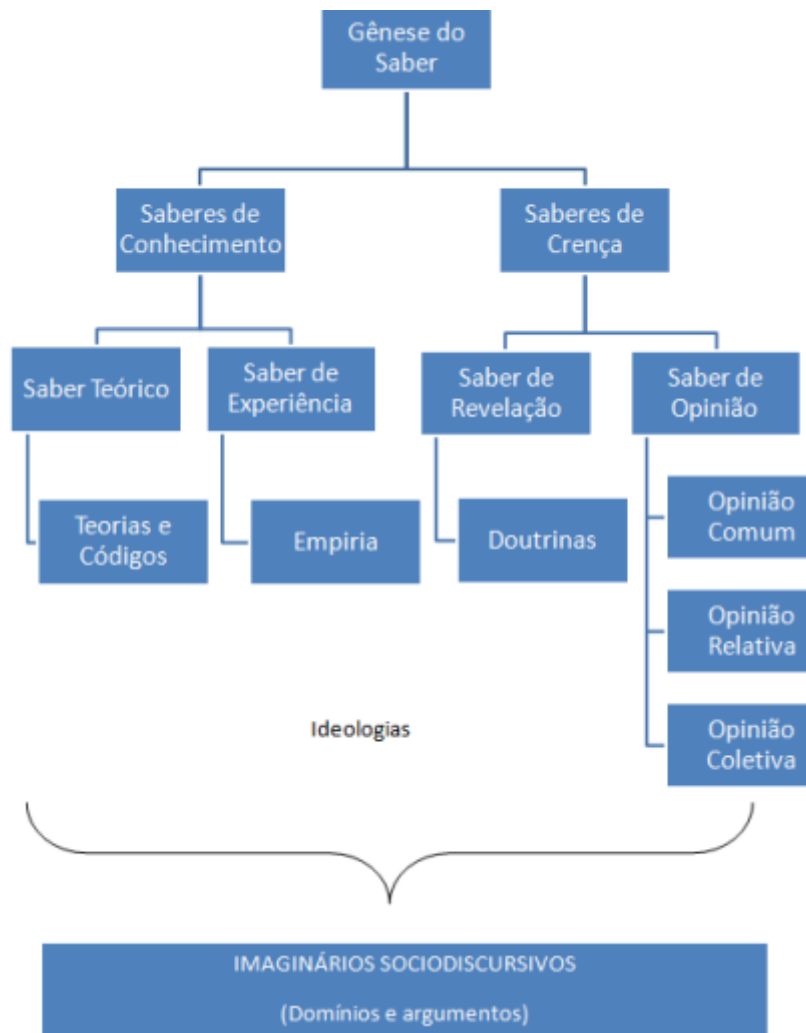 Gênese do
Saber
Saberes de
Conhecimento
Saberes de
Crença
Saber Teórico
Saber de
Experiência
Saber de
Revelação
Saber de
Opinião
Teorias e
Códigos
Empiria
Doutrinas
Opinião
Comum
Opinião
Relativa
Opinião
Coletiva
Ideologias
IMAGINÁRIOS SOCIODISCURSIVOS
(Domínios e argumentos)